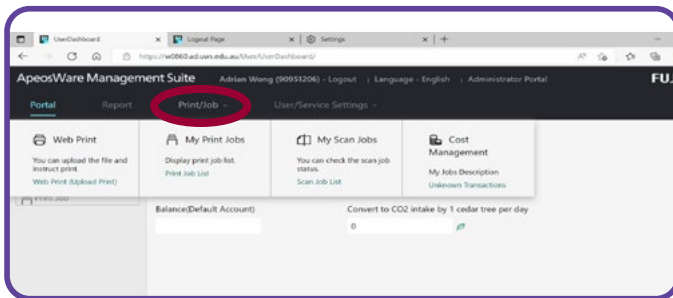 UserDashboard
Logout Page
Settings
https://w0860.ad.uws.edu.au/User/UserDashboard/
ApeosWare Management Suite
Adrian Wong (90951206) - Logout
Language - English
Administrator Portal
FU
Portal
Report
Print/Job
User/Service Settings
Web Print
You can upload the file and
instruct print.
Web Print (Upload Print)
My Print Jobs
Display print job list.
Print Job List
My Scan Jobs
You can check the scan job
status.
Scan Job List
Cost
Management
My Jobs Description
Unknown Transactions
Print Job
Balance(Default Account)
Convert to CO2 intake by 1 cedar tree per day
0